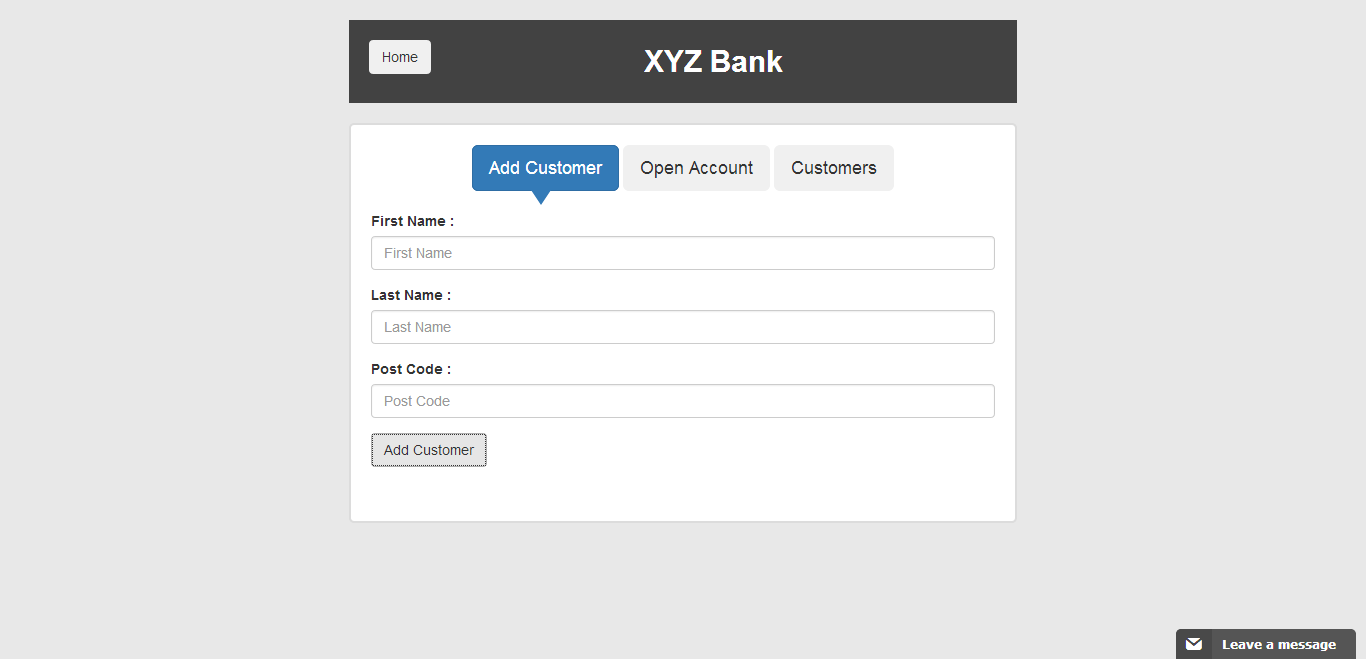 Home
XYZ Bank
Add Customer Open Account Customers
First Name :
First Name
Last Name :
Last Name
Post Code :
Post Code
Add Customer
Leave a message